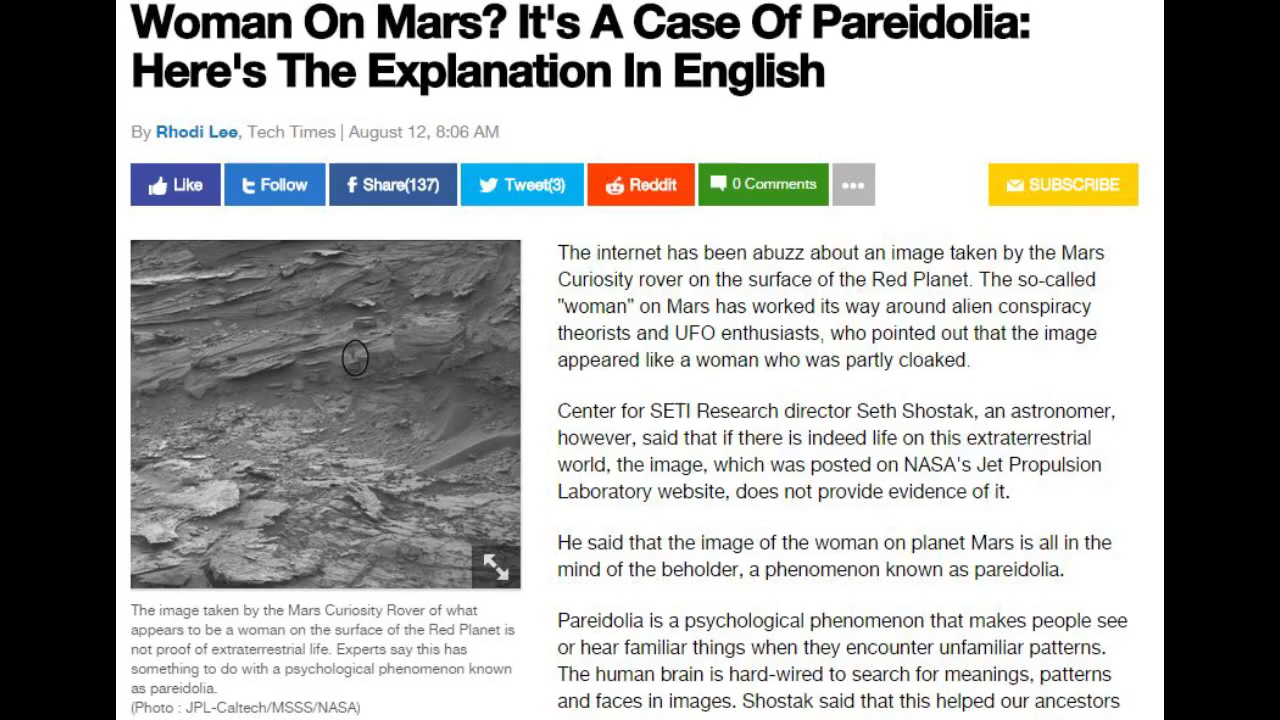 Woman On Mars? It's A Case Of Pareidolia:
Here's The Explanation In English
By Rhodi Lee, Tech Times | August 12, 8:06 AM
Like Follow Share(137) Tweet(3) Reddit 0 Comments SUBSCRIBE
The image taken by the Mars Curiosity Rover of what
appears to be a woman on the surface of the Red Planet is
not proof of extraterrestrial life. Experts say this has
something to do with a psychological phenomenon known
as pareidolia.
(Photo : JPL-Caltech/MSSS/NASA)
The internet has been abuzz about an image taken by the Mars
Curiosity rover on the surface of the Red Planet. The so-called
"woman" on Mars has worked its way around alien conspiracy
theorists and UFO enthusiasts, who pointed out that the image
appeared like a woman who was partly cloaked.
Center for SETI Research director Seth Shostak, an astronomer,
however, said that if there is indeed life on this extraterrestrial
world, the image, which was posted on NASA's Jet Propulsion
Laboratory website, does not provide evidence of it.
He said that the image of the woman on planet Mars is all in the
mind of the beholder, a phenomenon known as pareidolia.
Pareidolia is a psychological phenomenon that makes people see
or hear familiar things when they encounter unfamiliar patterns.
The human brain is hard-wired to search for meanings, patterns
and faces in images. Shostak said that this helped our ancestors